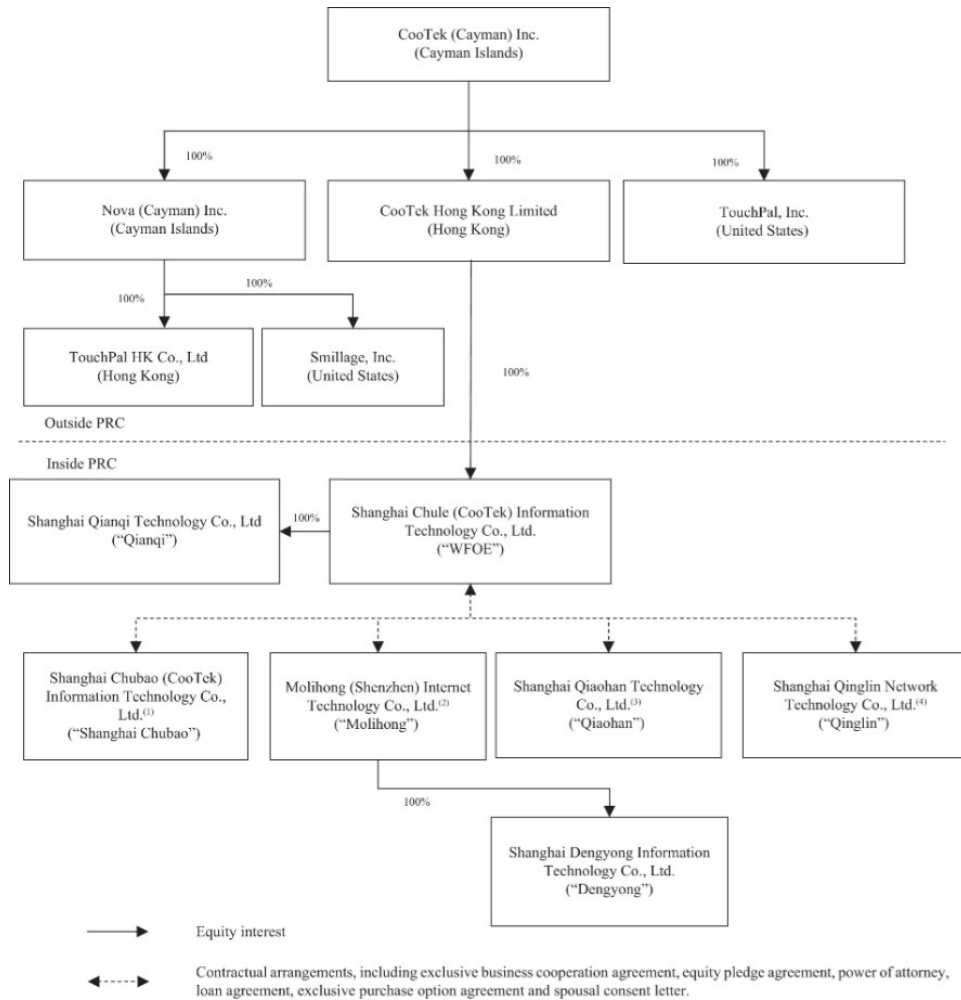 CooTek (Cayman) Inc.
(Cayman Islands)
100%
100%
100%
Nova (Cayman) Inc.
(Cayman Islands)
CooTek Hong Kong Limited
(Hong Kong)
TouchPal, Inc.
(United States)
100%
100%
TouchPal HK Co., Ltd
(Hong Kong)
Smillage, Inc.
(United States)
100%
Outside PRC
Inside PRC
Shanghai Qianqi Technology Co., Ltd
(“Qianqi”)
100%
Shanghai Chule (CooTek) Information
Technology Co., Ltd.
(“WFOE”)
Shanghai Chubao (CooTek)
Information Technology Co.,
Ltd.(1)
(“Shanghai Chubao”)
Molihong (Shenzhen) Internet
Technology Co., Ltd.(2)
(“Molihong”)
Shanghai Qiaohan Technology
Co., Ltd.(3)
(“Qiaohan”)
Shanghai Qinglin Network
Technology Co., Ltd.(4)
(“Qinglin”)
100%
Shanghai Dengyong Information
Technology Co., Ltd.
(“Dengyong”)
Equity interest
Contractual arrangements, including exclusive business cooperation agreement, equity pledge agreement, power of attorney,
loan agreement, exclusive purchase option agreement and spousal consent letter.